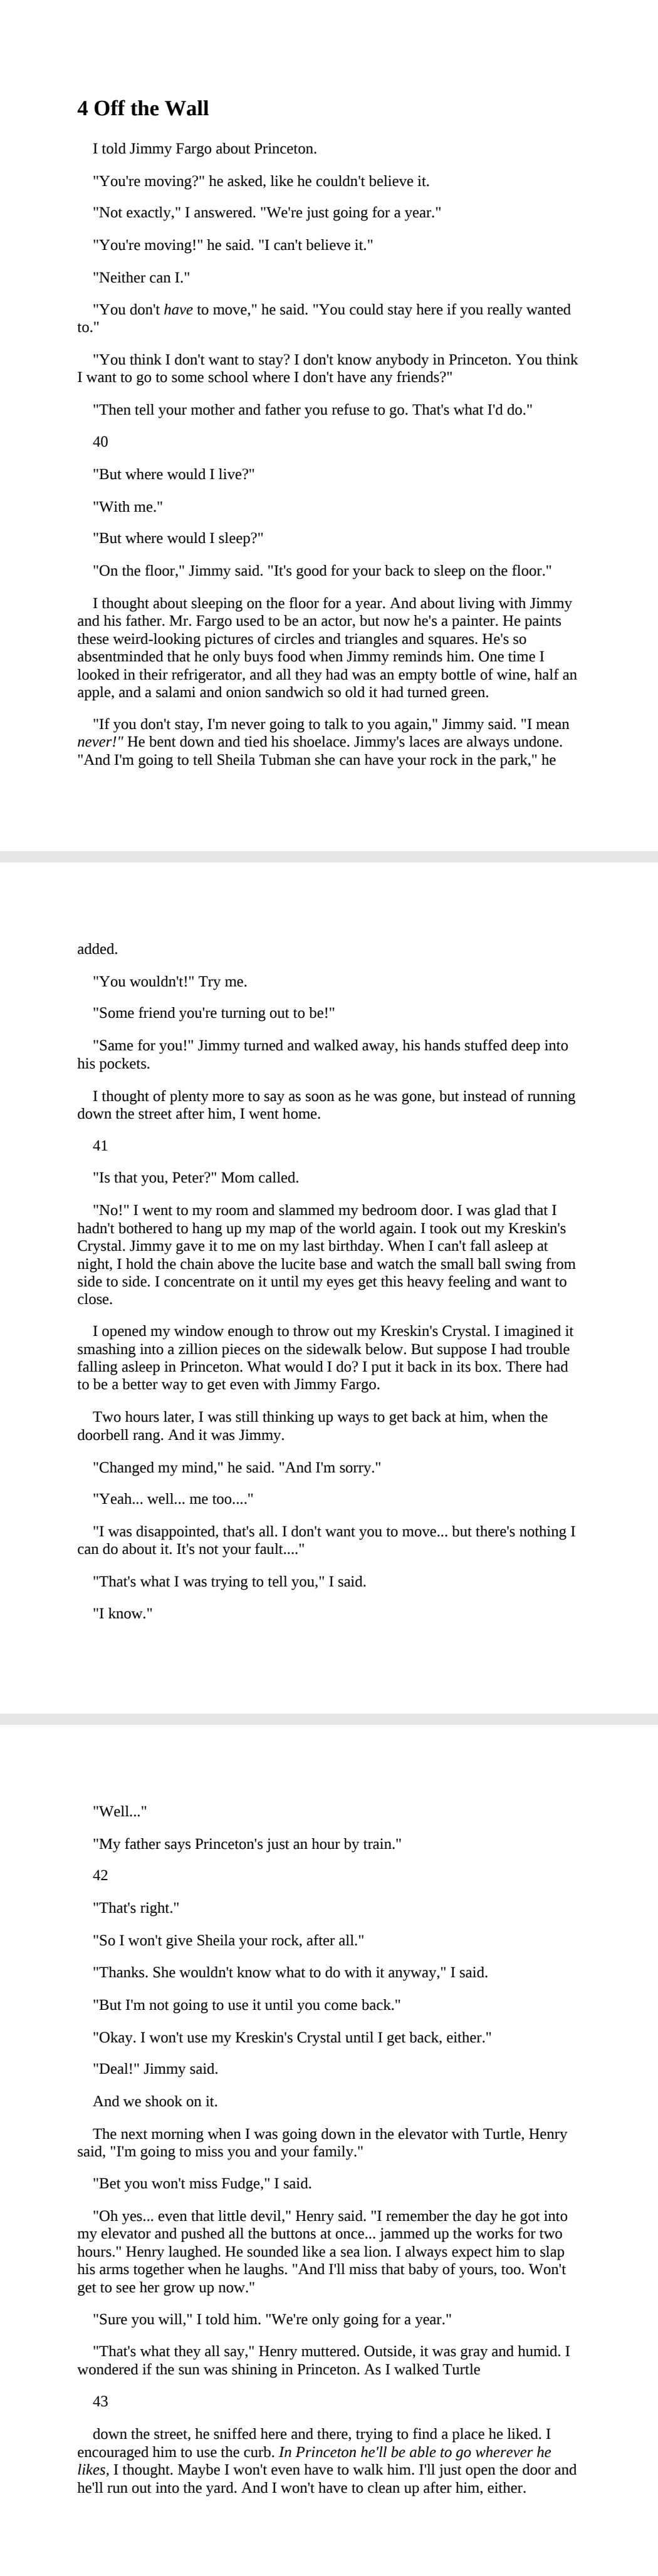 4 Off the Wall
I told Jimmy Fargo about Princeton.
"You're moving?" he asked, like he couldn't believe it.
"Not exactly," I answered. "We're just going for a year."
"You're moving!" he said. "I can't believe it."
"Neither can I."
"You don't have to move," he said. "You could stay here if you really wanted
to."
"You think I don't want to stay? I don't know anybody in Princeton. You think
I want to go to some school where I don't have any friends?"
"Then tell your mother and father you refuse to go. That's what I'd do."
40
"But where would I live?"
"With me."
"But where would I sleep?"
"On the floor," Jimmy said. "It's good for your back to sleep on the floor."
I thought about sleeping on the floor for a year. And about living with Jimmy
and his father. Mr. Fargo used to be an actor, but now he's a painter. He paints
these weird-looking pictures of circles and triangles and squares. He's so
absentminded that he only buys food when Jimmy reminds him. One time I
looked in their refrigerator, and all they had was an empty bottle of wine, half an
apple, and a salami and onion sandwich so old it had turned green.
"If you don't stay, I'm never going to talk to you again," Jimmy said. "I mean
never!" He bent down and tied his shoelace. Jimmy's laces are always undone.
"And I'm going to tell Sheila Tubman she can have your rock in the park," he
added.
"You wouldn't!" Try me.
"Some friend you're turning out to be!"
"Same for you!" Jimmy turned and walked away, his hands stuffed deep into
his pockets.
I thought of plenty more to say as soon as he was gone, but instead of running
down the street after him, I went home.
41
"Is that you, Peter?" Mom called.
"No!" I went to my room and slammed my bedroom door. I was glad that I
hadn't bothered to hang up my map of the world again. I took out my Kreskin's
Crystal. Jimmy gave it to me on my last birthday. When I can't fall asleep at
night, I hold the chain above the lucite base and watch the small ball swing from
side to side. I concentrate on it until my eyes get this heavy feeling and want to
close.
I opened my window enough to throw out my Kreskin's Crystal. I imagined it
smashing into a zillion pieces on the sidewalk below. But suppose I had trouble
falling asleep in Princeton. What would I do? I put it back in its box. There had
to be a better way to get even with Jimmy Fargo.
Two hours later, I was still thinking up ways to get back at him, when the
doorbell rang. And it was Jimmy.
"Changed my mind," he said. "And I'm sorry."
"Yeah... well... me too...."
"I was disappointed, that's all. I don't want you to move... but there's nothing I
can do about it. It's not your fault...."
"That's what I was trying to tell you," I said.
"I know."
"Well..."
"My father says Princeton's just an hour by train."
42
"That's right."
"So I won't give Sheila your rock, after all."
"Thanks. She wouldn't know what to do with it anyway," I said.
"But I'm not going to use it until you come back."
"Okay. I won't use my Kreskin's Crystal until I get back, either."
"Deal!" Jimmy said.
And we shook on it.
The next morning when I was going down in the elevator with Turtle, Henry
said, "I'm going to miss you and your family."
"Bet you won't miss Fudge," I said.
"Oh yes... even that little devil," Henry said. "I remember the day he got into
my elevator and pushed all the buttons at once... jammed up the works for two
hours." Henry laughed. He sounded like a sea lion. I always expect him to slap
his arms together when he laughs. "And I'll miss that baby of yours, too. Won't
get to see her grow up now."
"Sure you will," I told him. "We're only going for a year."
"That's what they all say," Henry muttered. Outside, it was gray and humid. I
wondered if the sun was shining in Princeton. As I walked Turtle
43
down the street, he sniffed here and there, trying to find a place he liked. I
encouraged him to use the curb. In Princeton he'll be able to go wherever he
likes, I thought. Maybe I won't even have to walk him. I'll just open the door and
he'll run out into the yard. And I won't have to clean up after him, either.